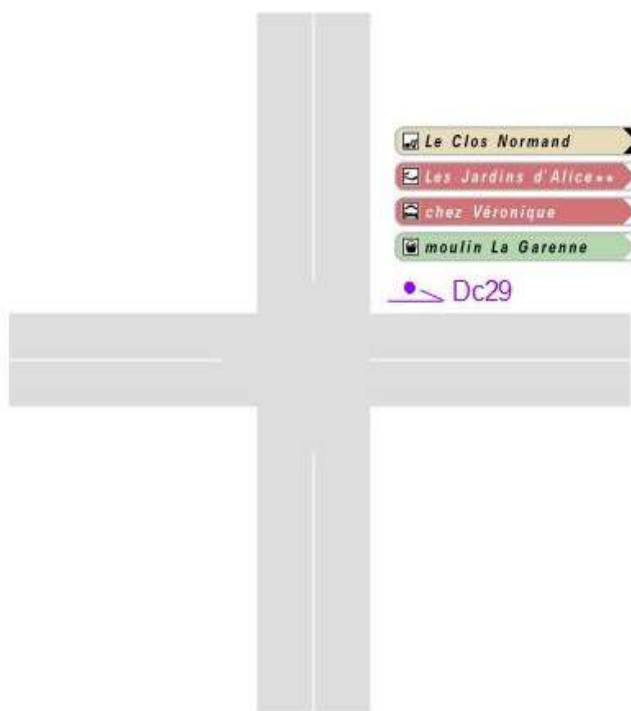 Le Clos Normand
Les Jardins d'Alice**
chez Véronique
moulin La Garenne
Dc29